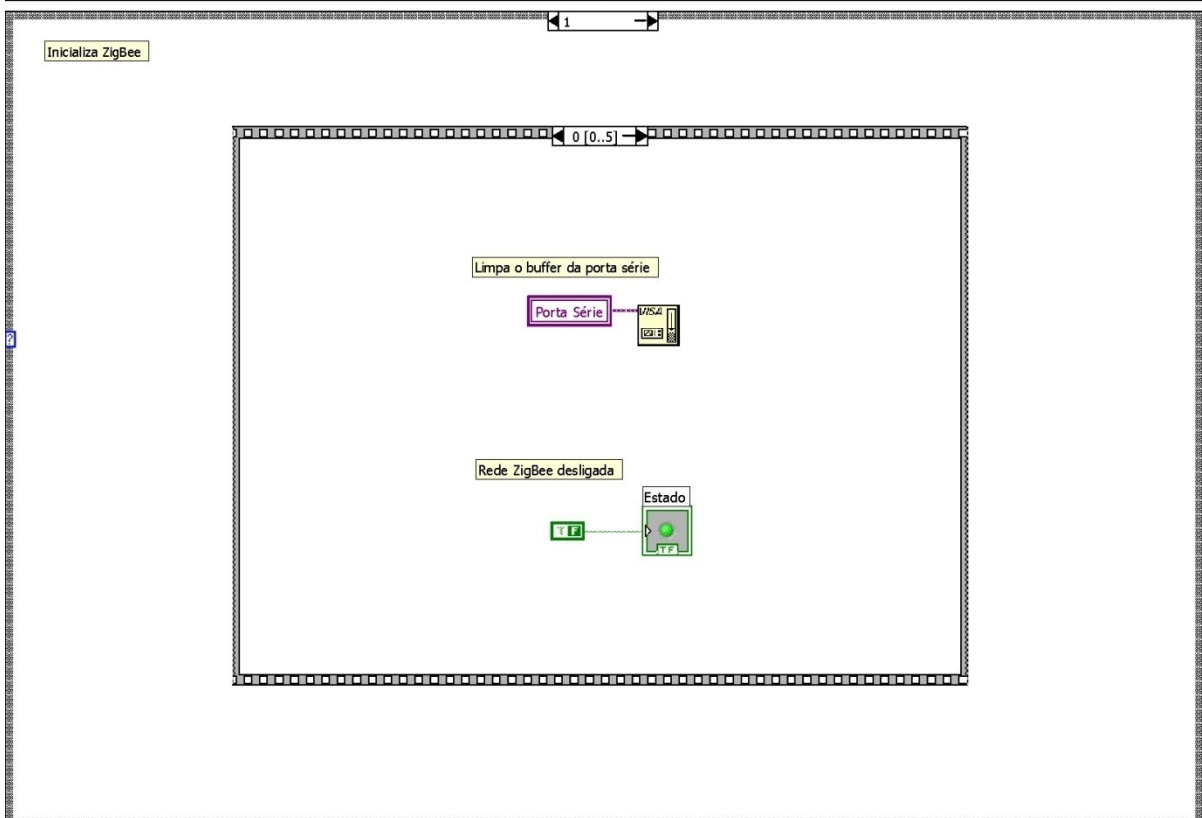 1
Inicializa ZigBee
0 [0..5]
Limpa o buffer da porta série
Porta Série
VISA
Rede ZigBee desligada
Estado
F
TF
?